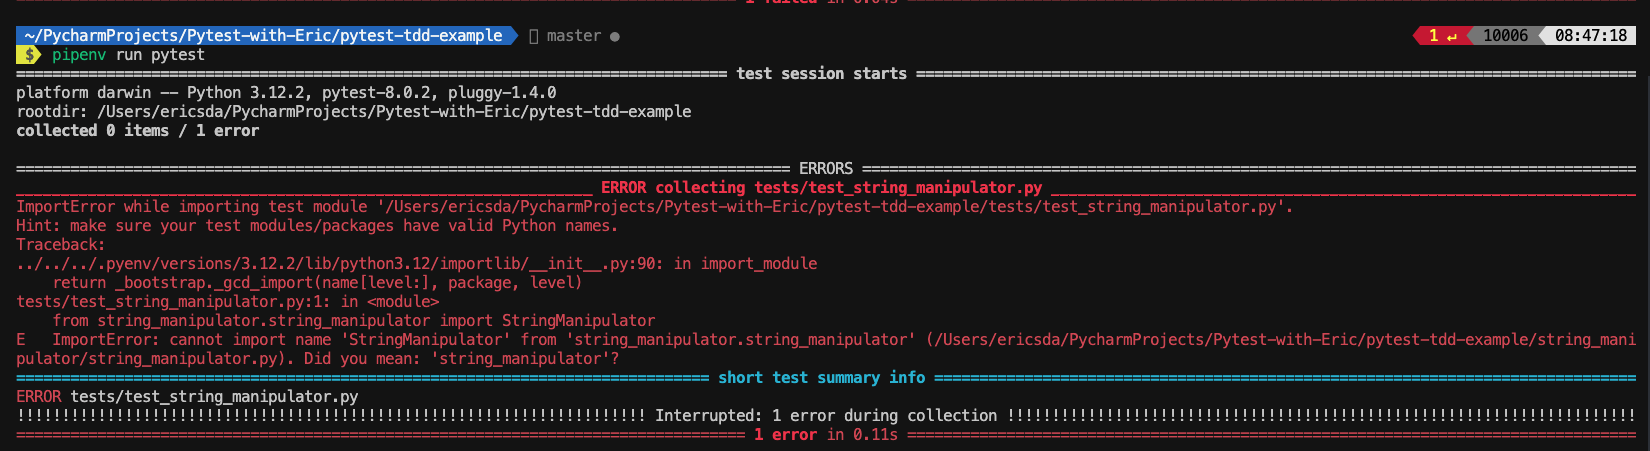 1 failed in 0.04s
~/PycharmProjects/Pytest-with-Eric/pytest-tdd-example master ● 1 ↵ 10006 08:47:18
$ pipenv run pytest
=============================================================================== test session starts ================================================================================
platform darwin -- Python 3.12.2, pytest-8.0.2, pluggy-1.4.0
rootdir: /Users/ericsda/PycharmProjects/Pytest-with-Eric/pytest-tdd-example
collected 0 items / 1 error
====================================================================================== ERRORS ======================================================================================
________________________________________________________________ ERROR collecting tests/test_string_manipulator.py _________________________________________________________________
ImportError while importing test module '/Users/ericsda/PycharmProjects/Pytest-with-Eric/pytest-tdd-example/tests/test_string_manipulator.py'.
Hint: make sure your test modules/packages have valid Python names.
Traceback:
../../../.pyenv/versions/3.12.2/lib/python3.12/importlib/__init__.py:90: in import_module
    return _bootstrap._gcd_import(name[level:], package, level)
tests/test_string_manipulator.py:1: in <module>
    from string_manipulator.string_manipulator import StringManipulator
E   ImportError: cannot import name 'StringManipulator' from 'string_manipulator.string_manipulator' (/Users/ericsda/PycharmProjects/Pytest-with-Eric/pytest-tdd-example/string_mani
pulator/string_manipulator.py). Did you mean: 'string_manipulator'?
============================================================================= short test summary info ==============================================================================
ERROR tests/test_string_manipulator.py
!!!!!!!!!!!!!!!!!!!!!!!!!!!!!!!!!!!!!!!!!!!!!!!!!!!!!!!!!!!!!!!!!!!!!! Interrupted: 1 error during collection !!!!!!!!!!!!!!!!!!!!!!!!!!!!!!!!!!!!!!!!!!!!!!!!!!!!!!!!!!!!!!!!!!!!!!
================================================================================= 1 error in 0.11s =================================================================================